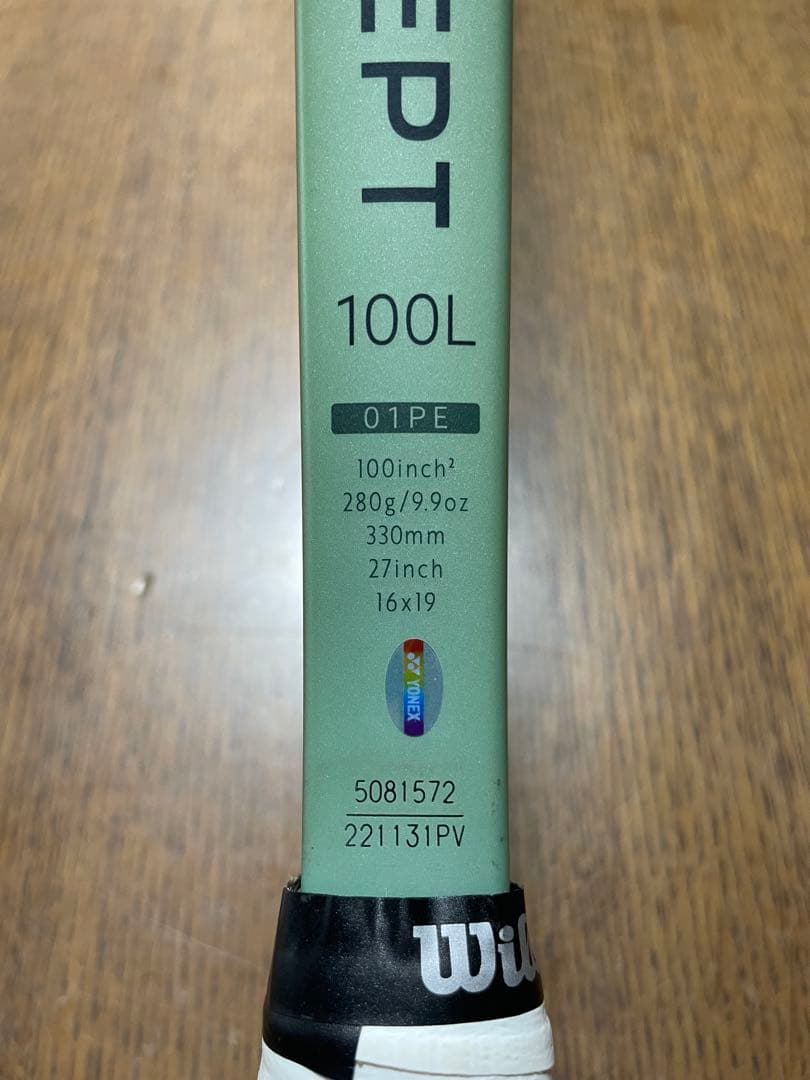 EPT
100L
01PE
100inch²
280g/9.9oz
330mm
27inch
16x19
YONEX
5081572
221131PV
Wil